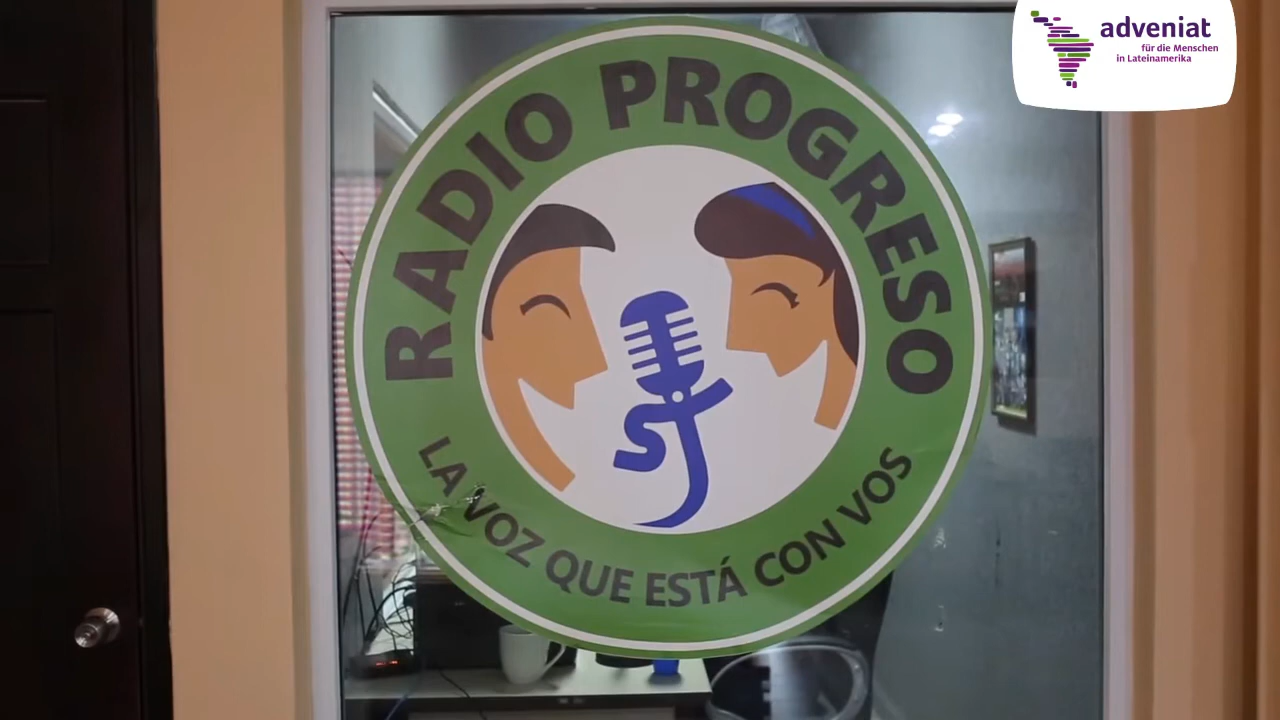 RADIO PROGRESO
SJ
LA VOZ QUE ESTÁ CON VOS
adveniat
für die Menschen
in Lateinamerika